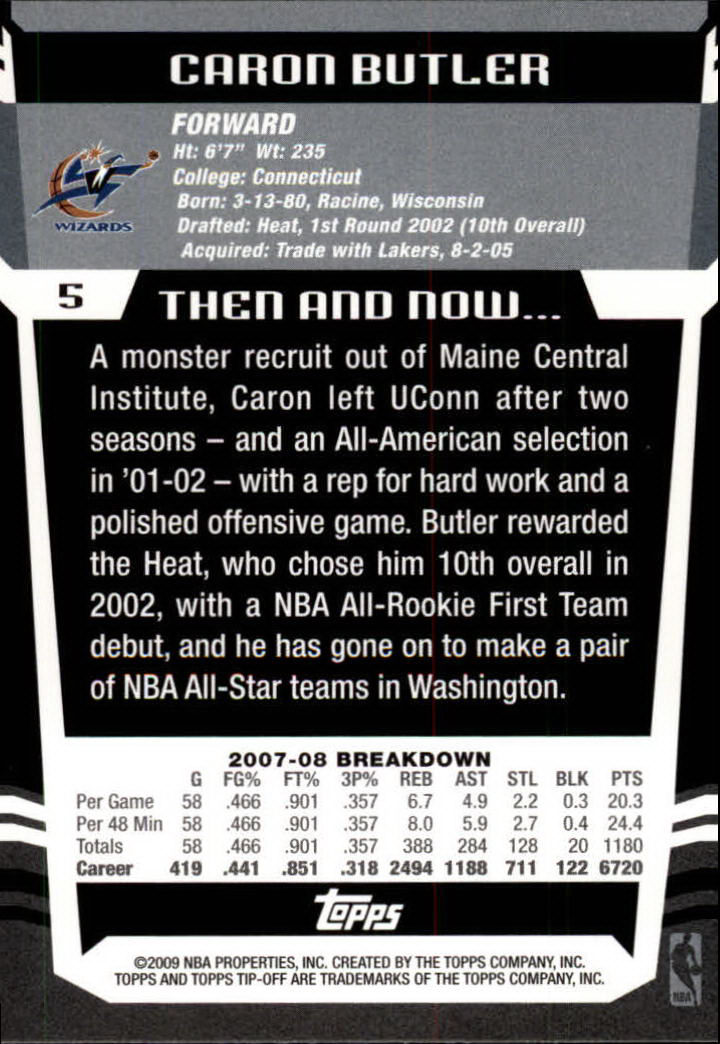 CARON BUTLER
FORWARD
Ht: 6'7" Wt: 235
College: Connecticut
Born: 3-13-80, Racine, Wisconsin
Drafted: Heat, 1st Round 2002 (10th Overall)
Acquired: Trade with Lakers, 8-2-05
WIZARDS
5
THEN AND NOW...
A monster recruit out of Maine Central
Institute, Caron left UConn after two
seasons – and an All-American selection
in '01-02 – with a rep for hard work and a
polished offensive game. Butler rewarded
the Heat, who chose him 10th overall in
2002, with a NBA All-Rookie First Team
debut, and he has gone on to make a pair
of NBA All-Star teams in Washington.
2007-08 BREAKDOWN
G FG% FT% 3P% REB AST STL BLK PTS
Per Game 58 .466 .901 .357 6.7 4.9 2.2 0.3 20.3
Per 48 Min 58 .466 .901 .357 8.0 5.9 2.7 0.4 24.4
Totals 58 .466 .901 .357 388 284 128 20 1180
Career 419 .441 .851 .318 2494 1188 711 122 6720
topps
©2009 NBA PROPERTIES, INC. CREATED BY THE TOPPS COMPANY, INC.
TOPPS AND TOPPS TIP-OFF ARE TRADEMARKS OF THE TOPPS COMPANY, INC.
NBA